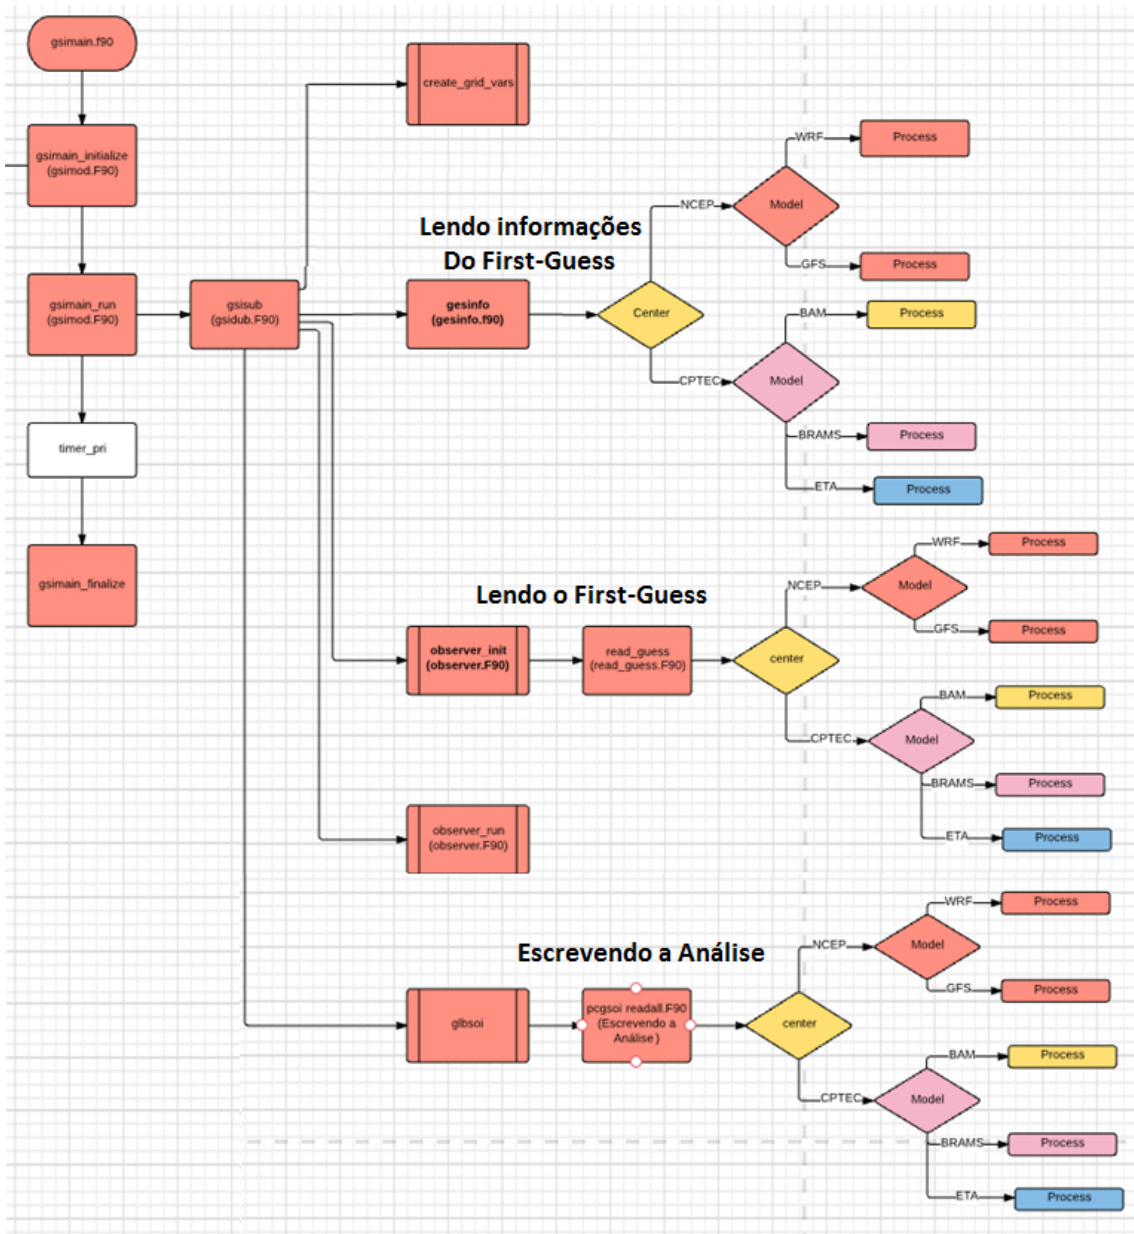 gsimain.f90
create_grid_vars
gsimain_initialize
(gsimod.F90)
WRF
Process
NCEP
Model
Lendo informações
Do First-Guess
GFS
Process
gsimain_run
(gsimod.F90)
gsisub
(gsidub.F90)
gesinfo
(gesinfo.f90)
Center
BAM
Process
CPTEC
Model
BRAMS
Process
ETA
Process
timer_pri
gsimain_finalize
Lendo o First-Guess
WRF
Process
NCEP
Model
GFS
Process
observer_init
(observer.F90)
read_guess
(read_guess.F90)
center
BAM
Process
CPTEC
Model
BRAMS
Process
ETA
Process
observer_run
(observer.F90)
Escrevendo a Análise
WRF
Process
NCEP
Model
GFS
Process
glbsoi
pcgsoi readall.F90
(Escrevendo a
Análise)
center
BAM
Process
CPTEC
Model
BRAMS
Process
ETA
Process